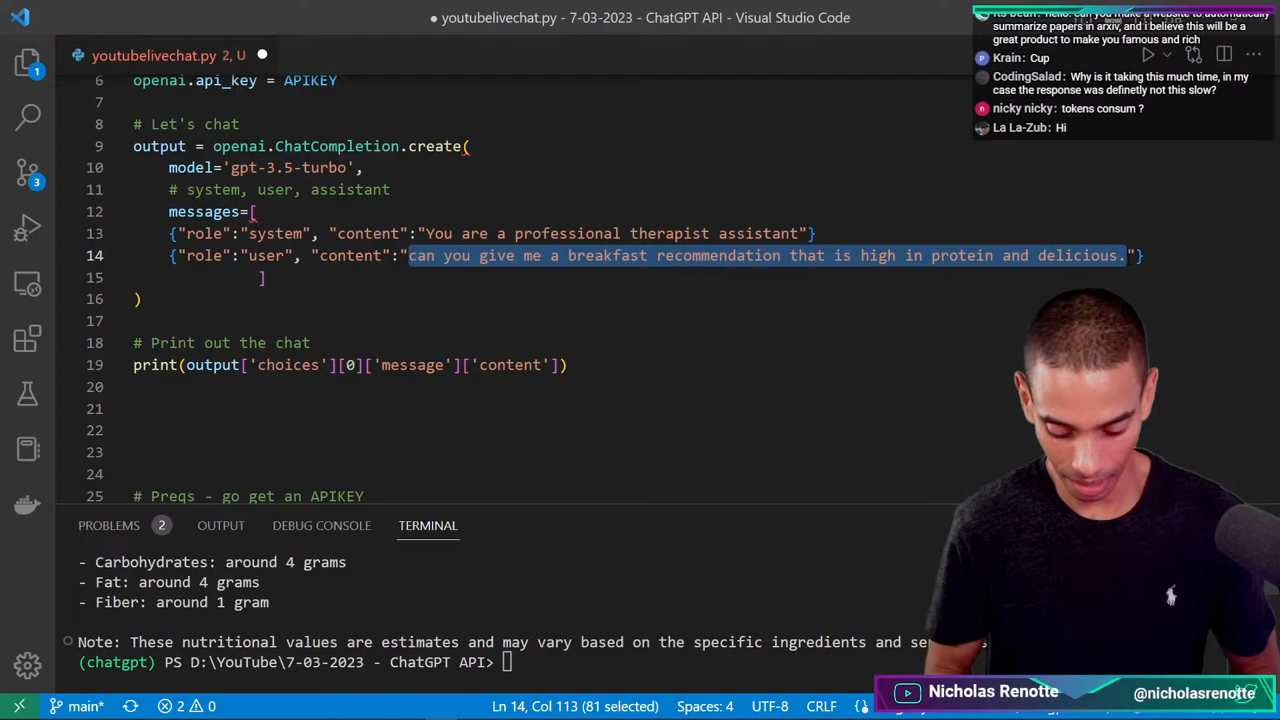 ● youtubelivechat.py - 7-03-2023 - ChatGPT API - Visual Studio Code
youtubelivechat.py 2, U ●
summarize papers in arxiv, and i believe this will be a
great product to make you famous and rich
Krain: Cup
CodingSalad: Why is it taking this much time, in my
case the response was definetly not this slow?
nicky nicky: tokens consum ?
La La-Zub: Hi
6 openai.api_key = APIKEY
7
8 # Let's chat
9 output = openai.ChatCompletion.create(
10 model='gpt-3.5-turbo',
11 # system, user, assistant
12 messages=[
13 {"role":"system", "content":"You are a professional therapist assistant"}
14 {"role":"user", "content":"can you give me a breakfast recommendation that is high in protein and delicious."}
15 ]
16 )
17
18 # Print out the chat
19 print(output['choices'][0]['message']['content'])
20
21
22
23
24
25 # Preqs - go get an APIKEY
PROBLEMS 2 OUTPUT DEBUG CONSOLE TERMINAL
- Carbohydrates: around 4 grams
- Fat: around 4 grams
- Fiber: around 1 gram
Note: These nutritional values are estimates and may vary based on the specific ingredients and se
(chatgpt) PS D:\YouTube\7-03-2023 - ChatGPT API>
Nicholas Renotte @nicholasrenotte
main* 2 0 Ln 14, Col 113 (81 selected) Spaces: 4 UTF-8 CRLF
1
3